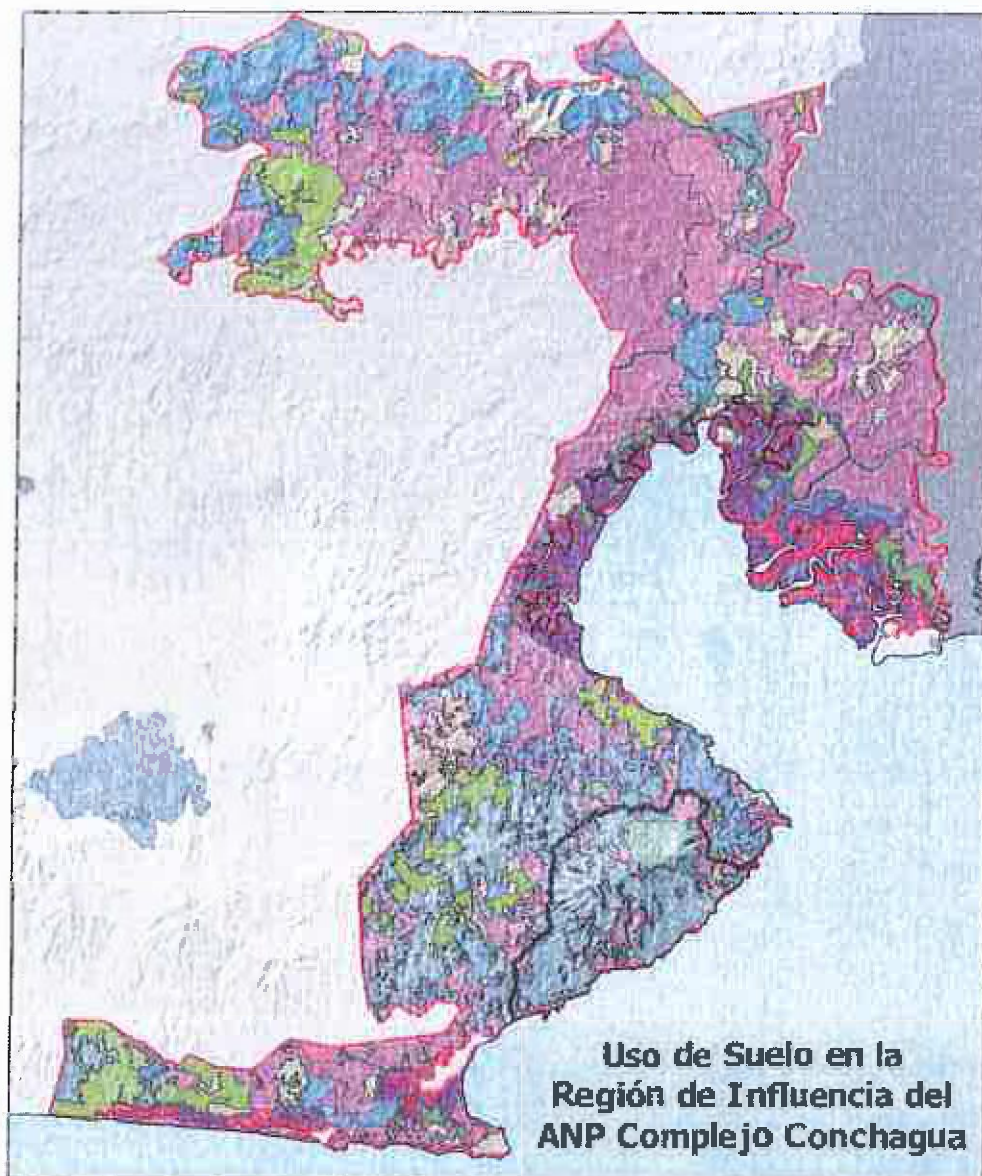 Uso de Suelo en la
Región de Influencia del
ANP Complejo Conchagua